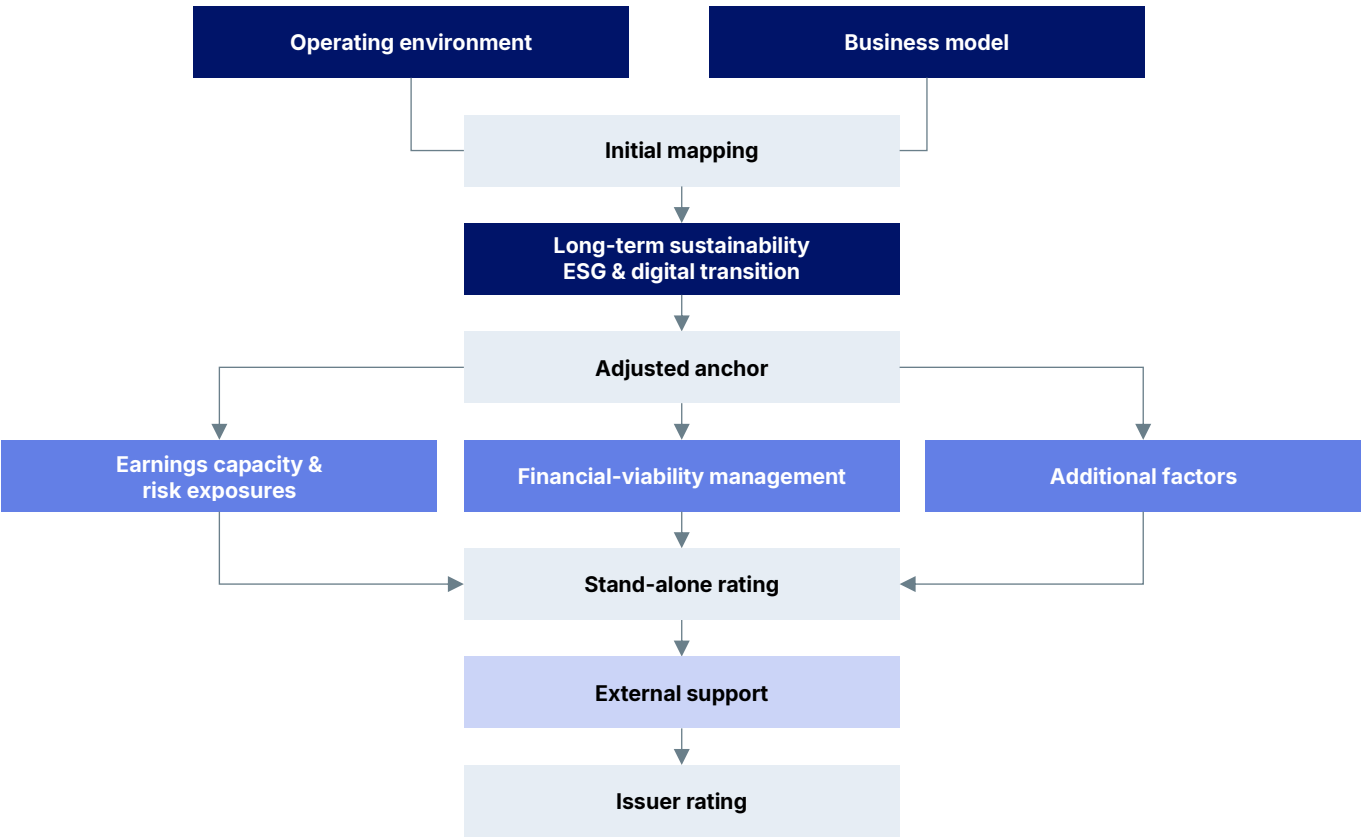 Operating environment
Business model
Initial mapping
Long-term sustainability
ESG & digital transition
Adjusted anchor
Earnings capacity &
risk exposures
Financial-viability management
Additional factors
Stand-alone rating
External support
Issuer rating